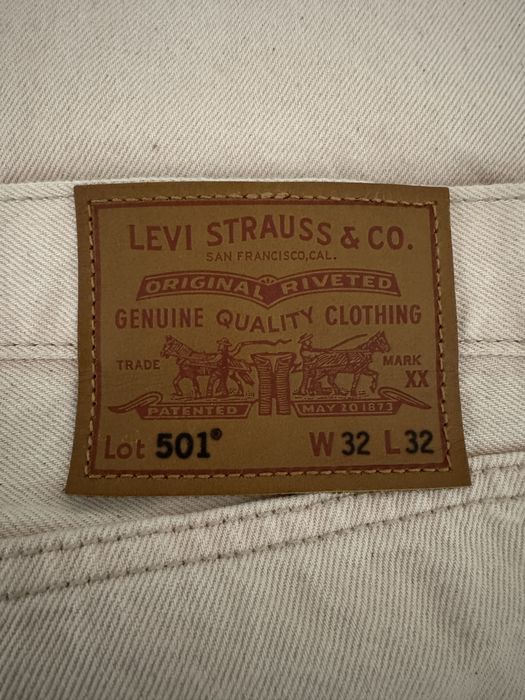 LEVI STRAUSS & CO.
SAN FRANCISCO, CAL.
ORIGINAL RIVETED
GENUINE QUALITY CLOTHING
TRADE MARK
XX
PATENTED MAY 20 1873
Lot 501® W 32 L 32